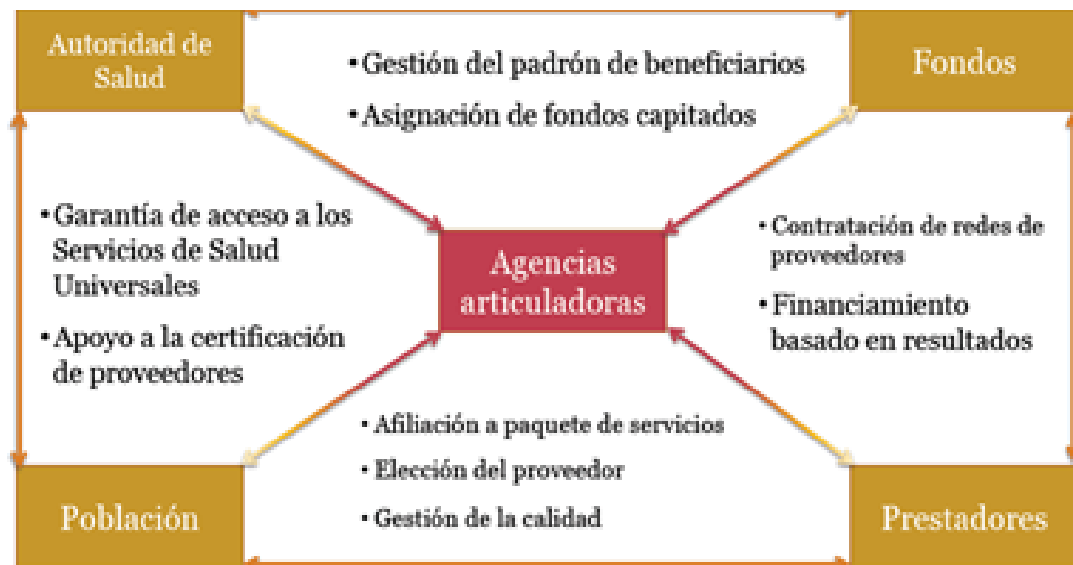 Autoridad de
Salud
• Gestión del padrón de beneficiarios
• Asignación de fondos capitados
Fondos
• Garantía de acceso a los
Servicios de Salud
Universales
• Apoyo a la certificación
de proveedores
Agencias
articuladoras
• Contratación de redes de
proveedores
• Financiamiento
basado en resultados
• Afiliación a paquete de servicios
• Elección del proveedor
• Gestión de la calidad
Población
Prestadores